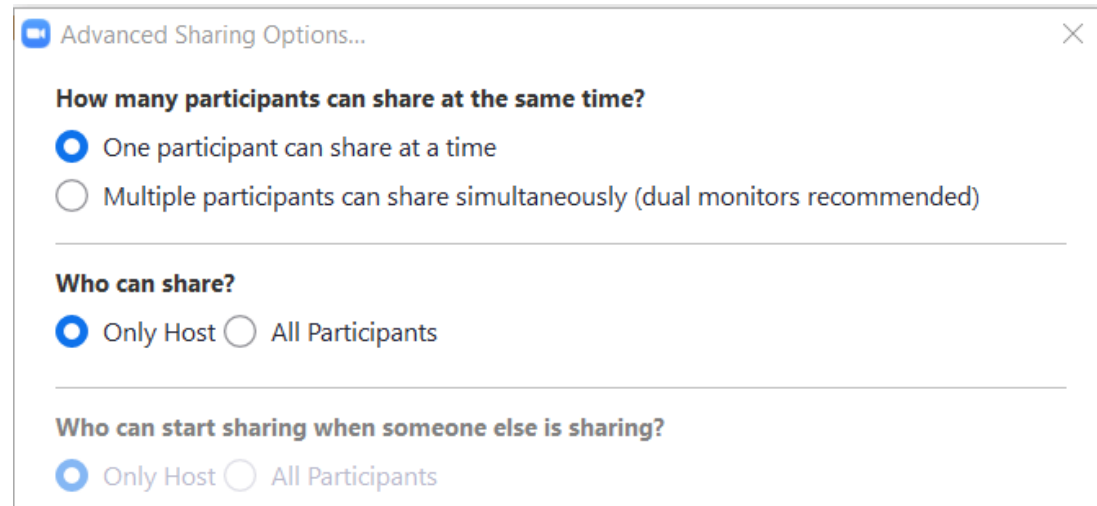 Advanced Sharing Options...
How many participants can share at the same time?
One participant can share at a time
Multiple participants can share simultaneously (dual monitors recommended)
Who can share?
Only Host All Participants
Who can start sharing when someone else is sharing?
Only Host All Participants